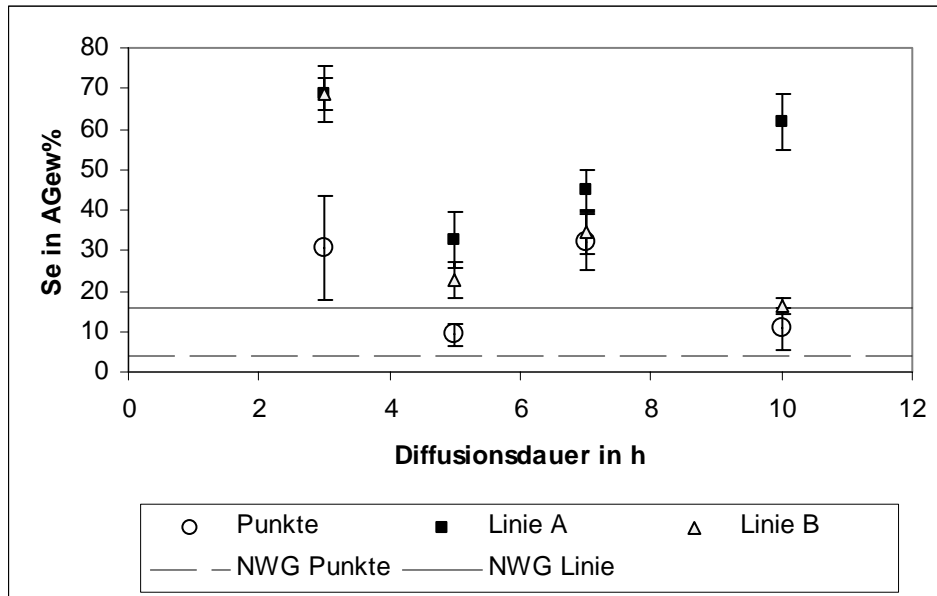 80
70
60
50
40
30
20
10
0
Se in AGew%
0 2 4 6 8 10 12
Diffusionsdauer in h
Punkte Linie A Linie B
NWG Punkte NWG Linie